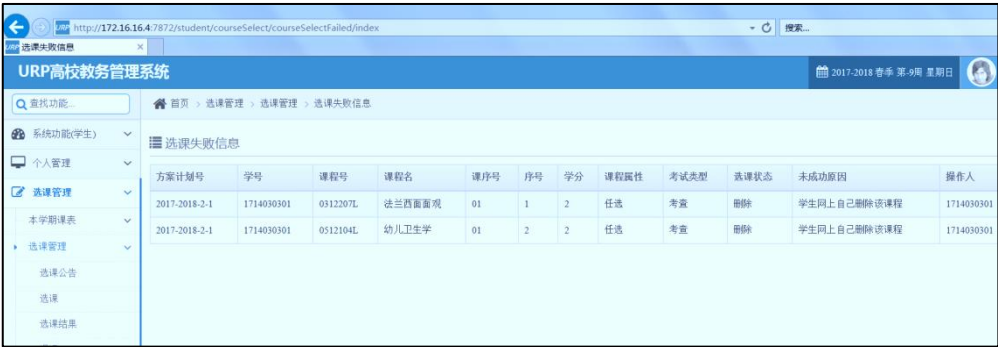 URP http://172.16.16.4:7872/student/courseSelect/courseSelectFailed/index 搜索...
URP 选课失败信息 ×
URP高校教务管理系统 2017-2018 春季 第-9周 星期日
查找功能... 首页 > 选课管理 > 选课管理 > 选课失败信息
系统功能(学生)
选课失败信息
个人管理
方案计划号 学号 课程号 课程名 课序号 序号 学分 课程属性 考试类型 选课状态 未成功原因 操作人
选课管理
2017-2018-2-1 1714030301 0312207L 法兰西面面观 01 1 2 任选 考查 删除 学生网上自己删除该课程 1714030301
本学期课表
2017-2018-2-1 1714030301 0512104L 幼儿卫生学 01 2 2 任选 考查 删除 学生网上自己删除该课程 1714030301
选课管理
选课公告
选课
选课结果